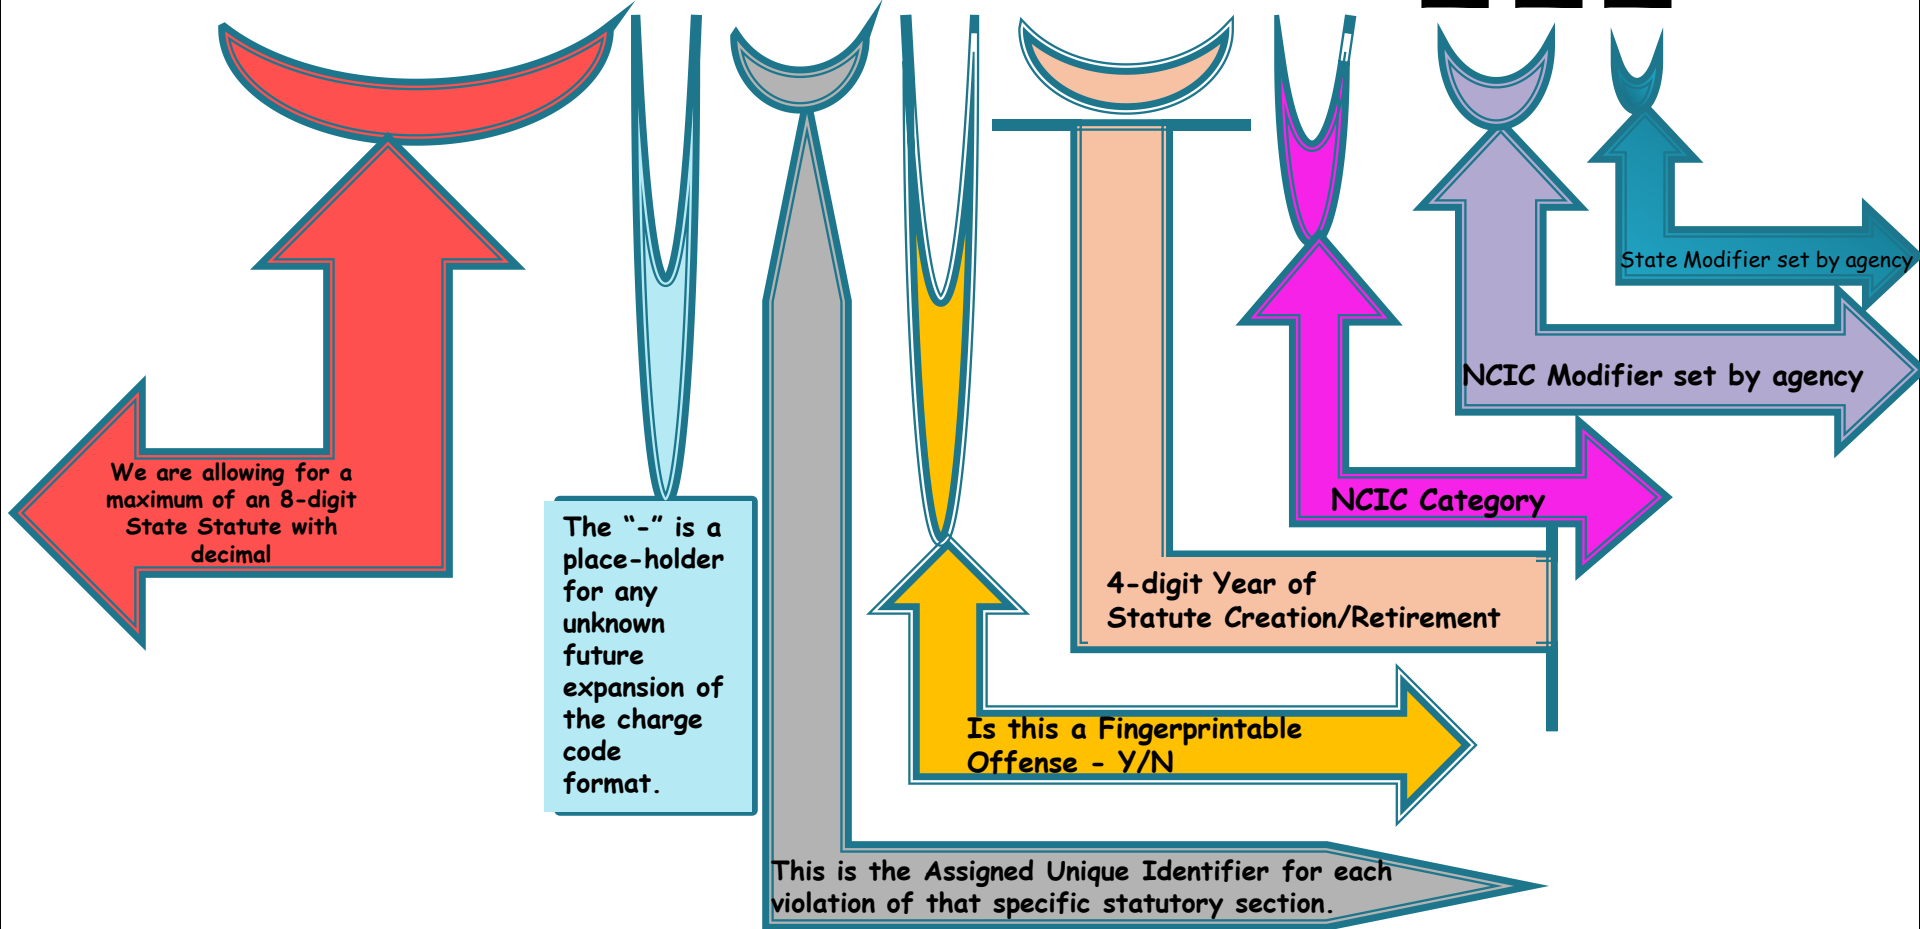 We are allowing for a
maximum of an 8-digit
State Statute with
decimal
The “-” is a
place-holder
for any
unknown
future
expansion of
the charge
code
format.
This is the Assigned Unique Identifier for each
violation of that specific statutory section.
Is this a Fingerprintable
Offense - Y/N
4-digit Year of
Statute Creation/Retirement
NCIC Category
NCIC Modifier set by agency
State Modifier set by agency